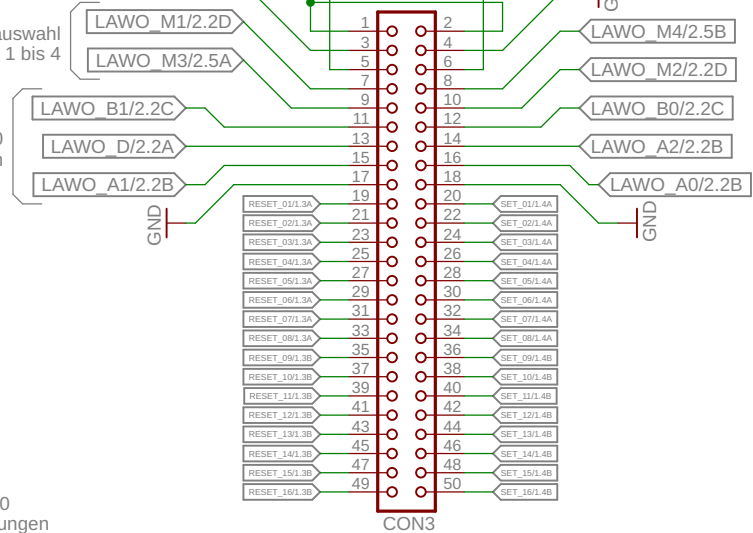 auswahl
1 bis 4
LAWO_M1/2.2D
LAWO_M3/2.5A
LAWO_B1/2.2C
LAWO_D/2.2A
LAWO_A1/2.2B
GND
LAWO_M4/2.5B
LAWO_M2/2.2D
LAWO_B0/2.2C
LAWO_A2/2.2B
LAWO_A0/2.2B
GND
1 2
3 4
5 6
7 8
9 10
11 12
13 14
15 16
17 18
RESET_01/1.3A 19 20 SET_01/1.4A
RESET_02/1.3A 21 22 SET_02/1.4A
RESET_03/1.3A 23 24 SET_03/1.4A
RESET_04/1.3A 25 26 SET_04/1.4A
RESET_05/1.3A 27 28 SET_05/1.4A
RESET_06/1.3A 29 30 SET_06/1.4A
RESET_07/1.3A 31 32 SET_07/1.4A
RESET_08/1.3A 33 34 SET_08/1.4A
RESET_09/1.3B 35 36 SET_09/1.4B
RESET_10/1.3B 37 38 SET_10/1.4B
RESET_11/1.3B 39 40 SET_11/1.4B
RESET_12/1.3B 41 42 SET_12/1.4B
RESET_13/1.3B 43 44 SET_13/1.4B
RESET_14/1.3B 45 46 SET_14/1.4B
RESET_15/1.3B 47 48 SET_15/1.4B
RESET_16/1.3B 49 50 SET_16/1.4B
0
ungen
CON3